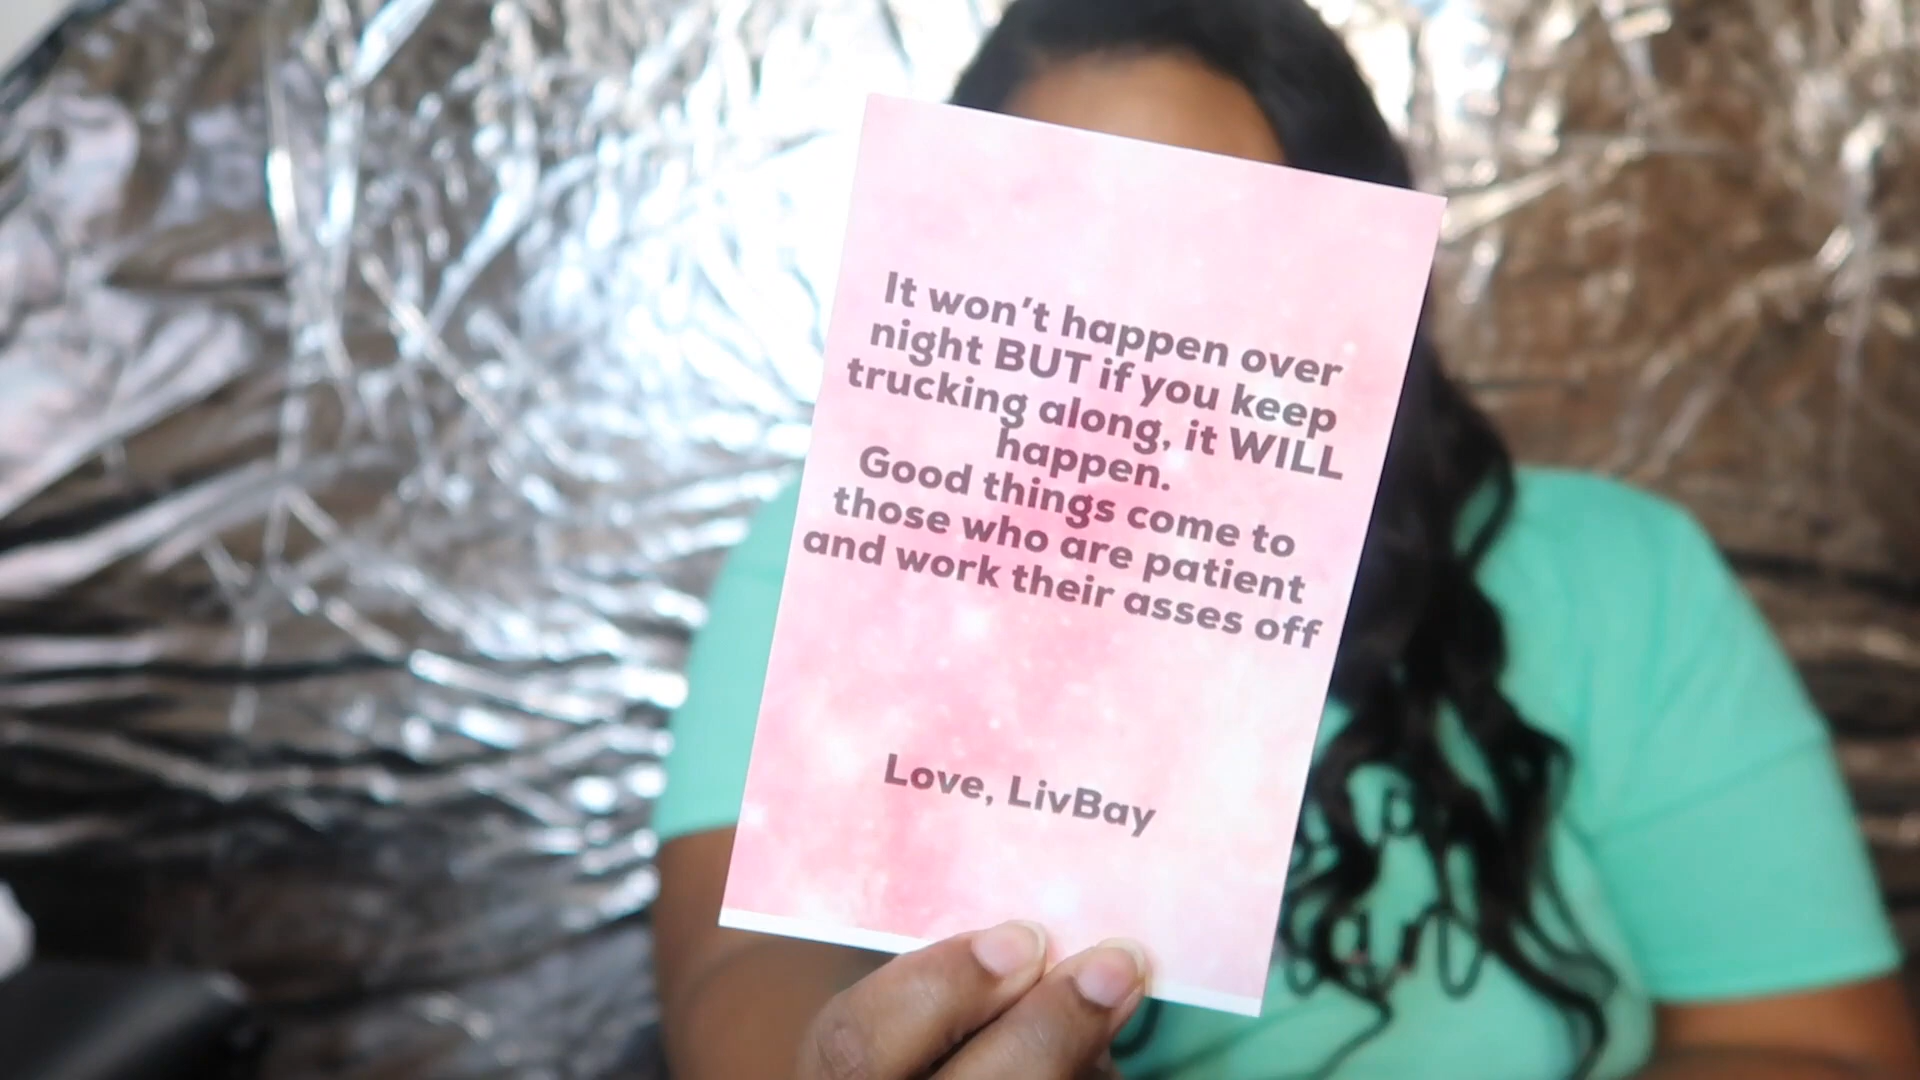 It won't happen over
night BUT if you keep
trucking along, it WILL
happen.
Good things come to
those who are patient
and work their asses off
Love, LivBay